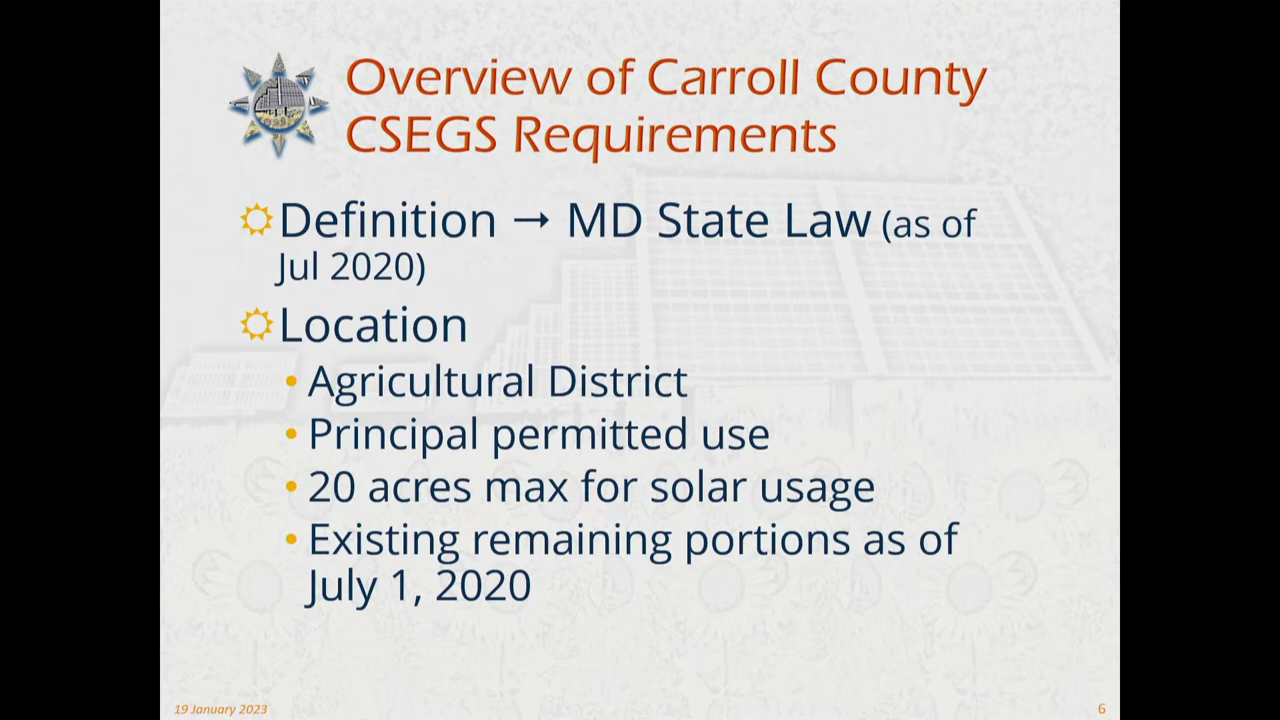 Overview of Carroll County
CSEGS Requirements
Definition → MD State Law (as of
Jul 2020)
Location
• Agricultural District
• Principal permitted use
• 20 acres max for solar usage
• Existing remaining portions as of
July 1, 2020
19 January 2023
6